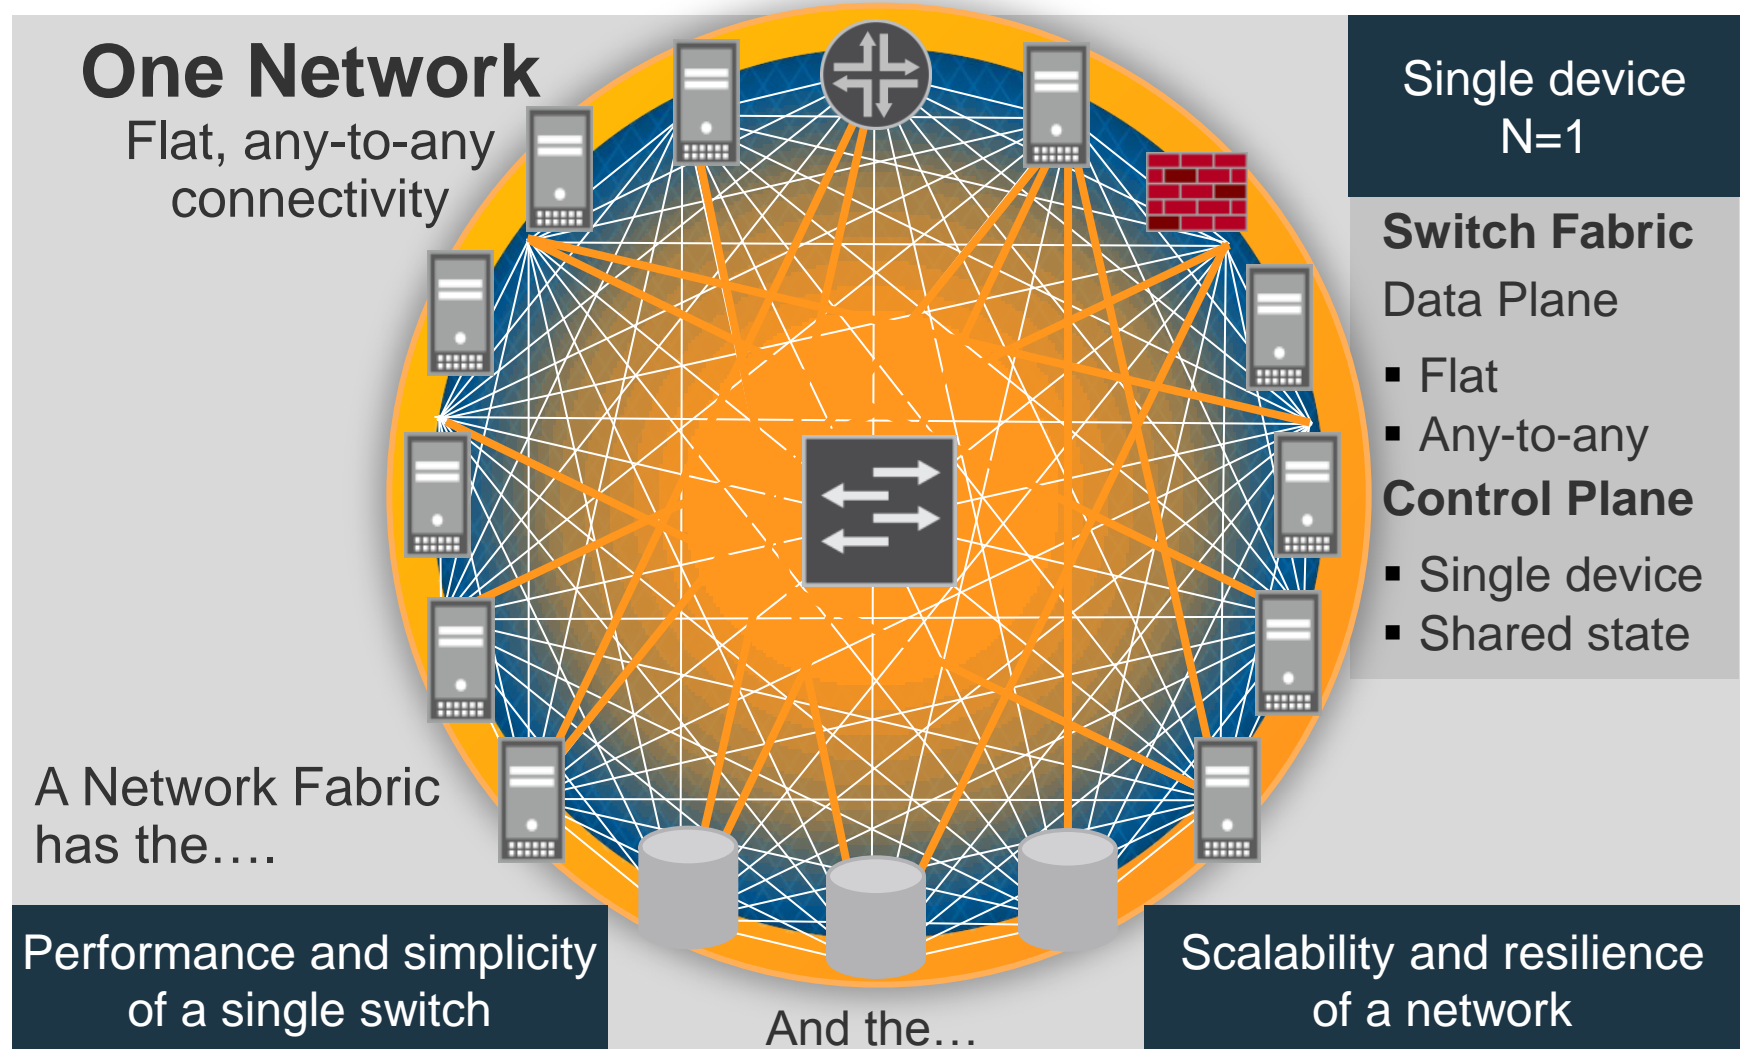 One Network
Flat, any-to-any
connectivity
Single device
N=1
Switch Fabric
Data Plane
▪ Flat
▪ Any-to-any
Control Plane
▪ Single device
▪ Shared state
A Network Fabric
has the….
Performance and simplicity
of a single switch
And the…
Scalability and resilience
of a network